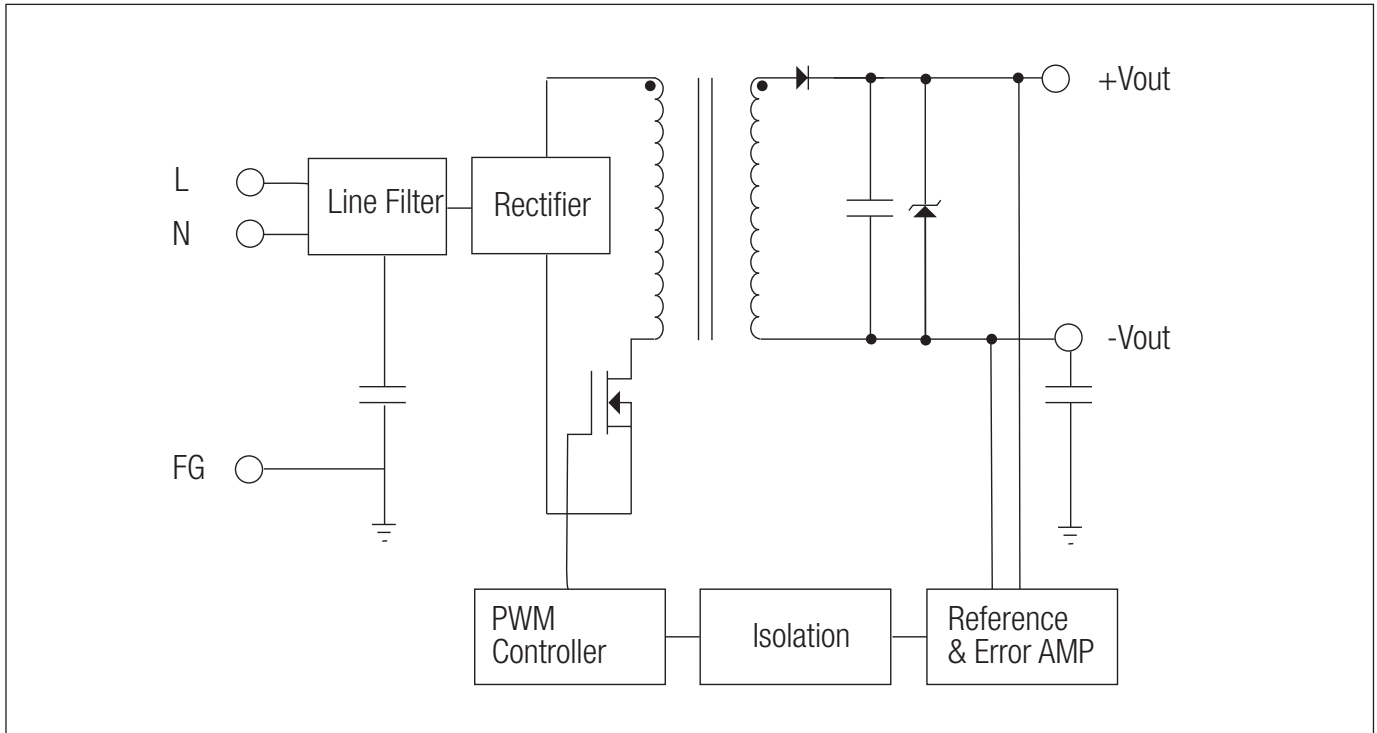 +Vout
L
Line Filter
Rectifier
N
-Vout
FG
PWM
Controller
Isolation
Reference
& Error AMP